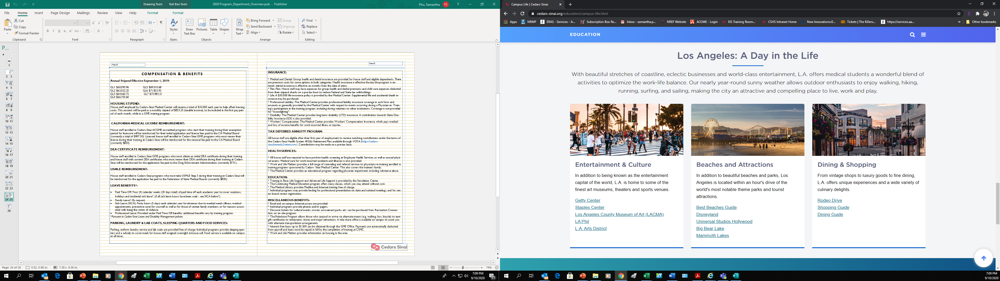 Drawing Tools Text Box Tools 2020 Program_Department_Overview.pub - Publisher Phu, Samantha PS ?
File Home Insert Page Design Mailings Review View Help Format Format
Paste Cut Copy Format Painter
Clipboard Font Paragraph Styles Objects Arrange Editing
Styles Draw Text Box Pictures Table Shapes Wrap Text
Bring Forward Send Backward Align Group Ungroup Rotate
Find Replace Select
P...
1
2 3
4 5
6 7
8 9
10 11
12 13
14 15
16 17
18 19
20 21
22 23
24 25
26
Page 24
COMPENSATION & BENEFITS
Annual Stipend Effective September 1, 2019:
GL1 $60,095.96 GL5 $69,010.68
GL2 $62,022.25 GL6 $71,832.92
GL3 $64,463.72 GL7 $73,983.21
GL4 $66,703.60
HOUSING STIPEND:
House staff employed by Cedars-Sinai Medical Center will receive a total of $10,000 each year to help offset housing
costs. This amount will be paid as a monthly stipend of $833.33 (taxable income), to be included in the first pay peri-
od of each month, while in a GME training program.
CALIFORNIA MEDICAL LICENSE REIMBURSEMENT:
House staff enrolled in Cedars-Sinai ACGME-accredited programs who start their training during their exemption
period for licensure will be reimbursed for their initial application and license fees paid to the CA Medical Board
(currently a total of $907.50). Licensed house staff enrolled in Cedars-Sinai GME programs who must renew their
license during their training at Cedars-Sinai will be reimbursed for the renewal fee paid to the CA Medical Board
(currently $820).
DEA CERTIFICATE REIMBURSEMENT:
House staff enrolled in Cedars-Sinai GME programs who must obtain an initial DEA certificate during their training
and house staff with current DEA certificates who must renew their DEA certificate during their training at Cedars-
Sinai will be reimbursed for the application fee paid to the Drug Enforcement Administration (currently $731).
USMLE REIMBURSEMENT:
House staff enrolled in Cedars-Sinai programs who must take USMLE Step 3 during their training at Cedars-Sinai will
be reimbursed for the application fee paid to the Federation of State Medical Boards (currently $850).
LEAVE BENEFITS*:
• Paid Time Off: Four (4) calendar weeks (20 days total) of paid time off each academic year to cover vacations,
holidays and incidental sick leave* (if all sick leave hours have been used - see SICA below*).
• Family Leave*: By request.
• Sick Leave (SICA): Forty hours (5 days) each calendar year for absences due to medical needs (illness, medical
appointments, preventive care) for yourself as well as for those of certain family members, or for reasons associ-
ated with being the victim of violence.
• Professional Leave: Provided under Paid Time Off benefits; additional benefits vary by training program.
*Pursuant to Cedars-Sinai Leave and Disability Management policies
PARKING, LAUNDRY & LAB COATS, SLEEPING QUARTERS AND FOOD SERVICES:
Parking, uniform laundry service and lab coats are provided free of charge. Individual programs provide sleeping quar-
ters and a subsidy to cover meals for house staff assigned overnight in-house call. Food service is available on campus
at all times.
Page 25
INSURANCE:
* Medical and Dental: Group health and dental insurance are provided for house staff and eligible dependents. There
are premium costs for some options in both categories. Health insurance is effective the day the program is en-
tered; dental insurance is effective six months from the date of entry.
* Flex Plan: House staff may have expenses for group health and dental premiums and child care expenses deducted
from their stipend checks on a pre-tax basis to reduce Federal and State tax withholdings.
* Life: A $30,000 life insurance policy is provided by the Medical Center. Supplemental life and accidental death in-
surance may be purchased.
* Professional Liability: The Medical Center provides professional liability insurance coverage in such form and
amounts as generally provided by the Medical Center with respect to events occurring during a Physician-in- Train-
ing's participation in the training program, including during rotations to other institutions. Coverage is not provided
for "moonlighting".
* Disability: The Medical Center provides long-term disability (LTD) insurance. A contribution towards State Disa-
bility Insurance (SDI) is also provided.
* Workers' Compensation: The Medical Center provides Workers' Compensation Insurance, which pays medical
and loss of income benefits for work-incurred illness or injuries.
TAX DEFERRED ANNUITY PROGRAM:
All house staff are eligible after their first year of employment to receive matching contributions under the terms of
the Cedars-Sinai Health System 403(b) Retirement Plan available through VOYA (https://cedars-
sinai.beready2retire.com). Contributions may be made on a pre-tax basis.
HEALTH SERVICES:
* All house staff are required to have pre-hire health screening at Employee Health Services, as well as annual physi-
cal exams. Medical care for work-incurred accidents and illnesses is also provided.
* Work and Life Matters provides a full range of counseling and referral services to physicians-in-training enrolled in
training programs sponsored by Cedars- Sinai Medical Center. This also covers the trainee's family.
* The Medical Center provides an educational program regarding physician impairment, including substance abuse.
EDUCATION:
* Training in Basic Life Support and Advanced Life Support is provided by the Simulation Center.
* The Continuing Medical Education program offers many classes, which you may attend without cost.
* The Medical Library provides Medline and Internet training free of charge.
* Individual programs may provide funding for professional presentations at state and national meetings, and for sen-
ior board review registration.
MISCELLANEOUS BENEFITS:
* Email and on-campus Internet access are provided.
* Individual programs provide phones and/or pagers.
* Discount tickets for cultural events, movies, amusement parks, etc. can be purchased from Recreation Connec-
tion, an on-site program.
* The Rideshare Program allows those who carpool or arrive via alternate means (e.g. walking, bus, bicycle) to earn
gift certificates to restaurants, stores and major attractions. A ride-share office is available on campus to assist you
with alternate transportation arrangements.
* Interest-free loans up to $1,500 can be obtained through the GME Office. Payments are automatically deducted
from payroll and loans must be repaid in full by the completion of training at CSMC.
* Work and Life Matters provides information on housing in the area.
Cedars Sinai
Page: 24 of 26 0.52, 0.98 in. 7.38 x 9.36 in. 74%
7:09 PM
9/10/2020
25
Campus Life | Cedars-Sinai
cedars-sinai.org/education/campus-life.html
Apps NRMP ERAS - Services - A... Subscription Box Re... Inbox - samantha.p... NREF Website ACGME - Login EIS Training Room... CSHS Intranet Home New Innovations::E... Tickets | The Killers... https://services.aa... » Other bookmarks
EDUCATION
Los Angeles: A Day in the Life
With beautiful stretches of coastline, eclectic businesses and world-class entertainment, L.A. offers medical students a wonderful blend of
activities to optimize the work-life balance. Our nearly year-round sunny weather allows outdoor enthusiasts to enjoy walking, hiking,
running, surfing, and sailing, making the city an attractive and compelling place to live, work and play.
Entertainment & Culture
In addition to being known as the entertainment
capital of the world, L.A. is home to some of the
finest art museums, theaters and sports venues.
Getty Center
Staples Center
Los Angeles County Museum of Art (LACMA)
LA Phil
L.A. Arts District
Beaches and Attractions
In addition to beautiful beaches and parks, Los
Angeles is located within an hour's drive of the
world's most notable theme parks and tourist
attractions.
Best Beaches Guide
Disneyland
Universal Studios Hollywood
Big Bear Lake
Mammoth Lakes
Dining & Shopping
From vintage shops to luxury goods to fine dining,
L.A. offers unique experiences and a wide variety of
culinary delights.
Rodeo Drive
Shopping Guide
Dining Guide
7:09 PM
9/10/2020